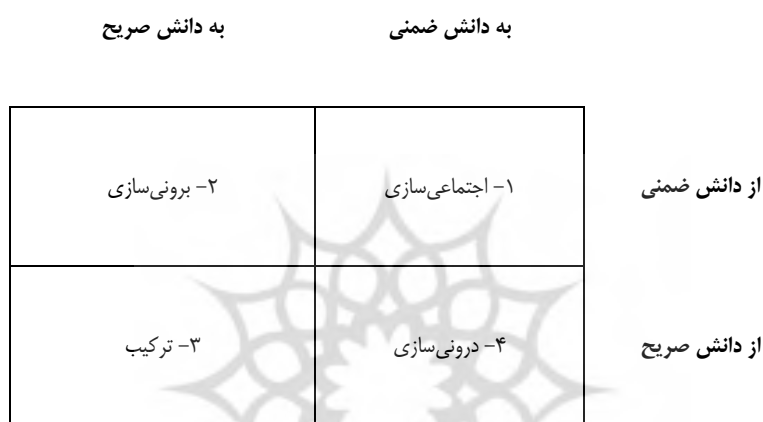 به دانش ضمنی به دانش صریح
از دانش ضمنی ۱- اجتماعی‌سازی ۲- برونی‌سازی
از دانش صریح ۴- درونی‌سازی ۳- ترکیب